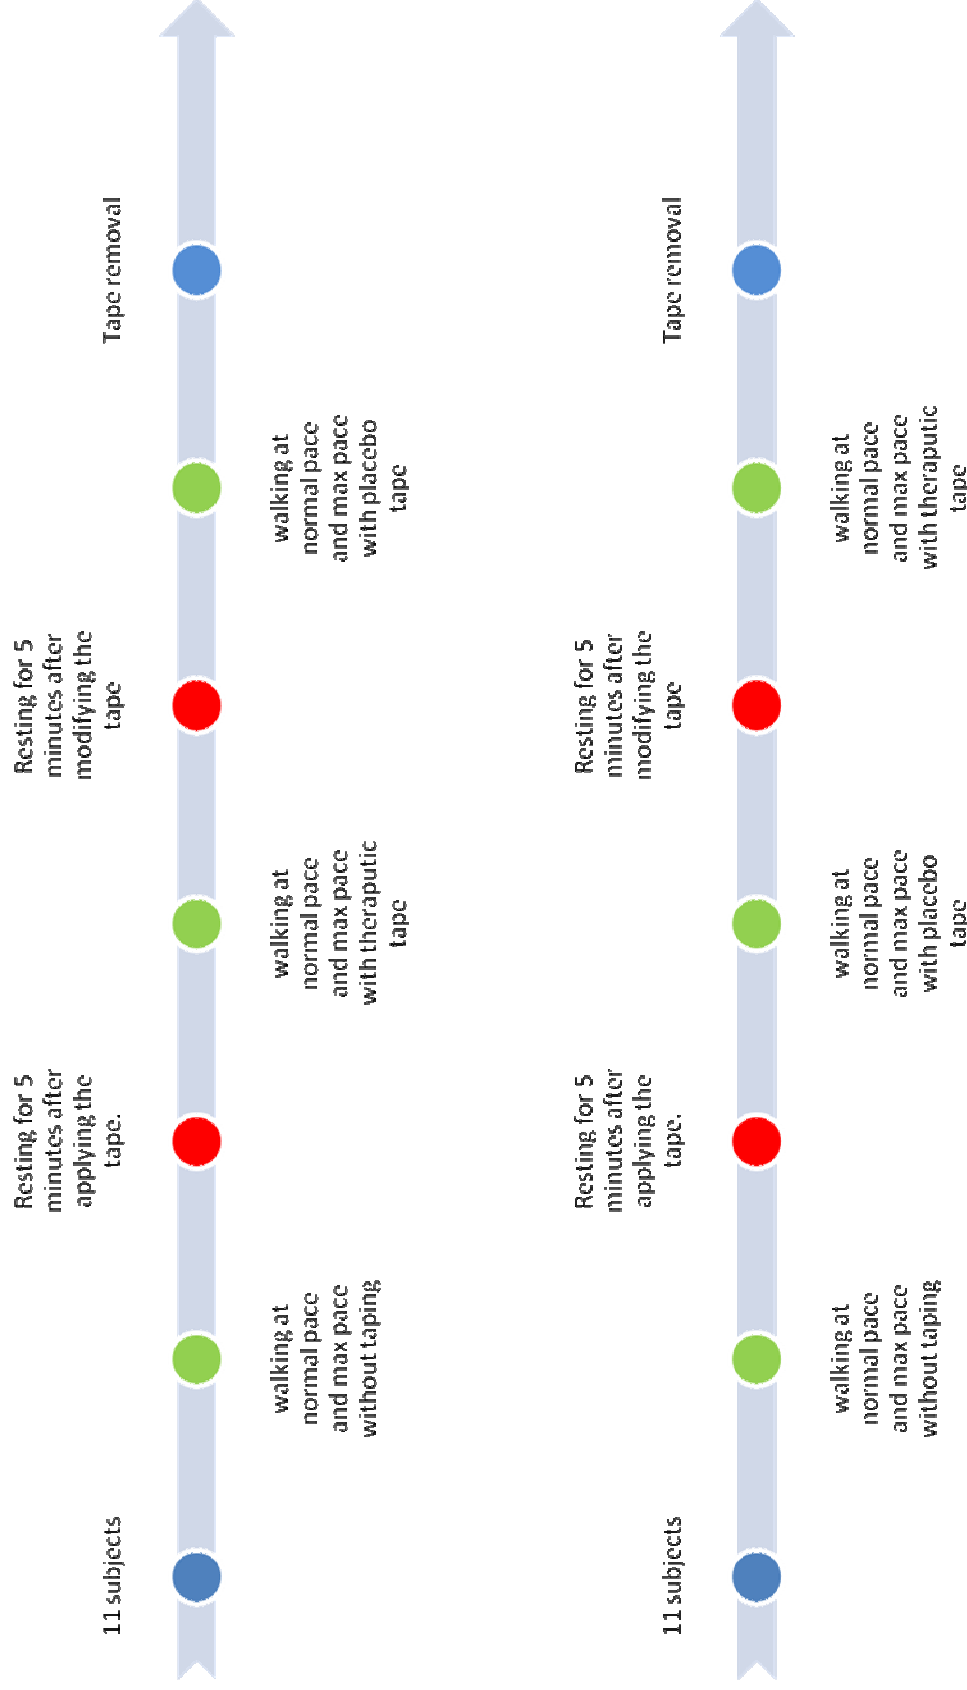 11 subjects
walking at
normal pace
and max pace
without taping
Resting for 5
minutes after
applying the
tape.
walking at
normal pace
and max pace
with theraputic
tape
Resting for 5
minutes after
modifying the
tape
walking at
normal pace
and max pace
with placebo
tape
Tape removal
11 subjects
walking at
normal pace
and max pace
without taping
Resting for 5
minutes after
applying the
tape.
walking at
normal pace
and max pace
with placebo
tape
Resting for 5
minutes after
modifying the
tape
walking at
normal pace
and max pace
with theraputic
tape
Tape removal